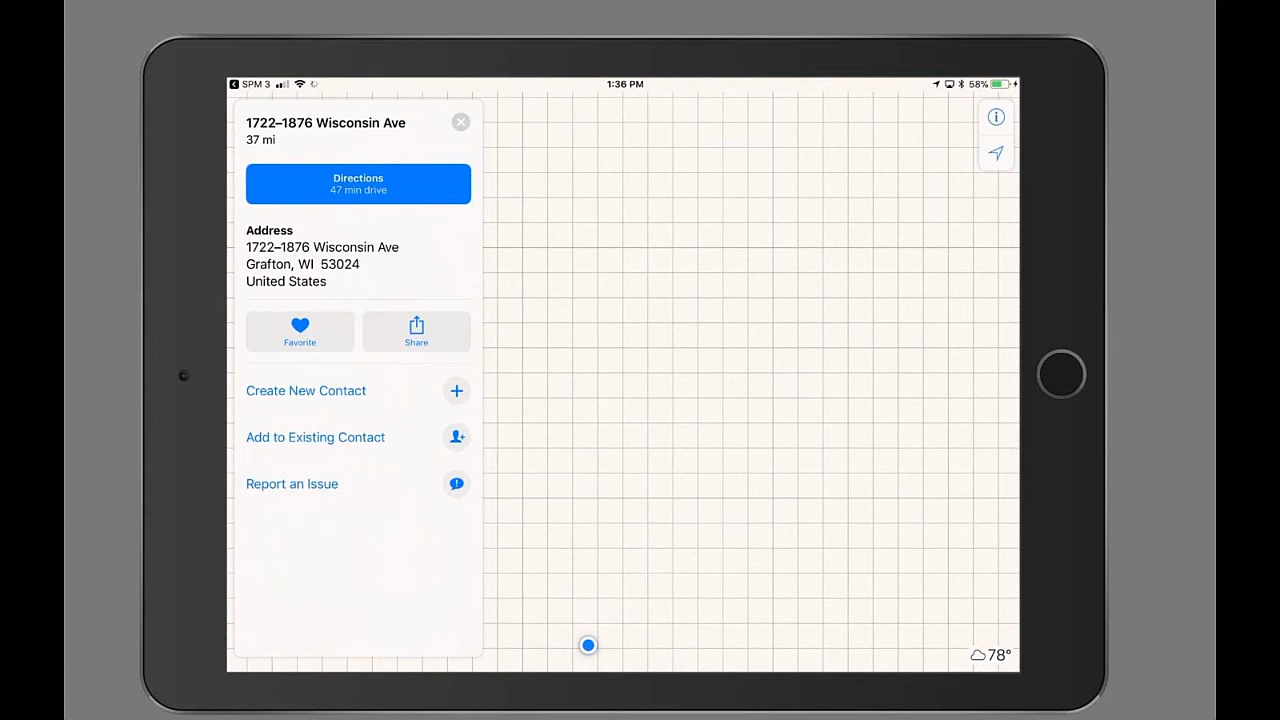 SPM 3
1:36 PM
58%
1722–1876 Wisconsin Ave
37 mi
Directions
47 min drive
Address
1722–1876 Wisconsin Ave
Grafton, WI 53024
United States
Favorite
Share
Create New Contact
Add to Existing Contact
Report an Issue
78°